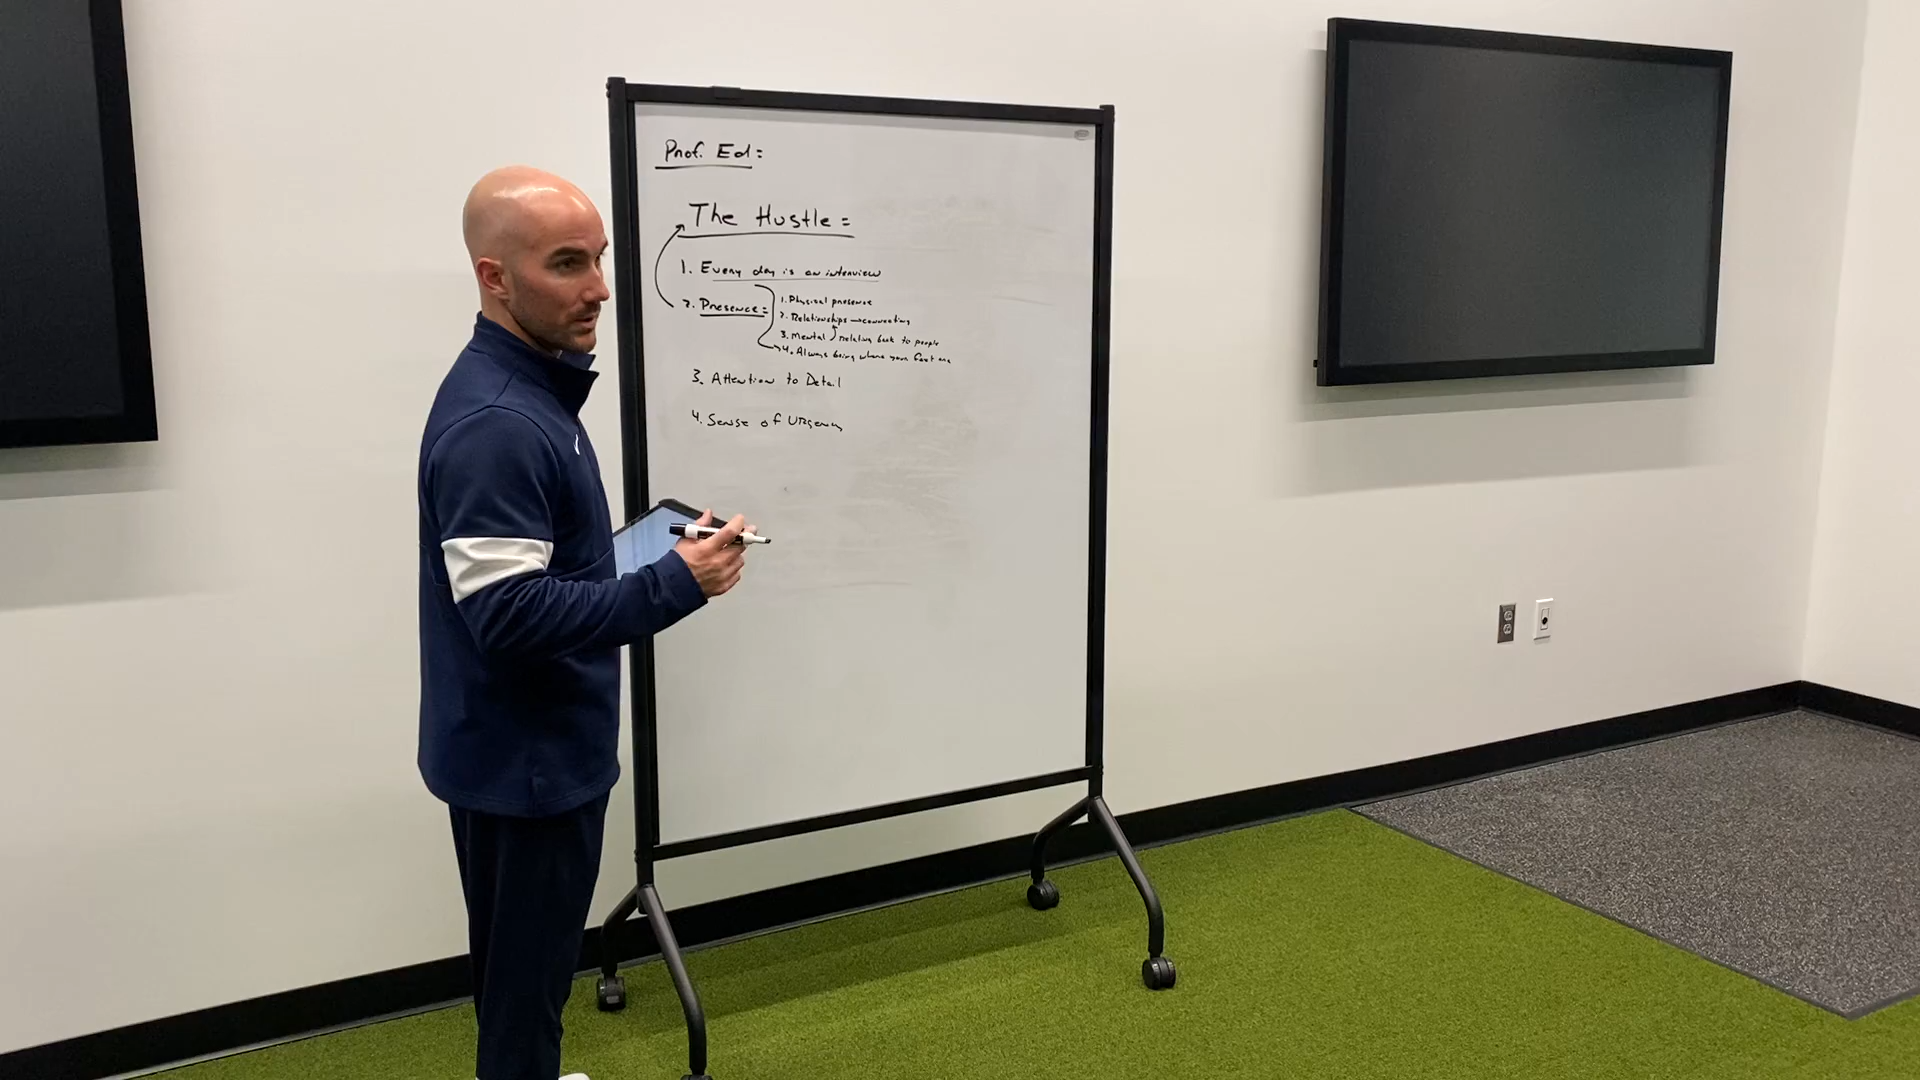 Prof. Ed:
The Hustle:
1. Every day is an interview
2. Presence:
1. Physical presence
2. Relationships → connecting
3. Mental relating back to people
4. Always being where your feet are
3. Attention to Detail
4. Sense of Urgency